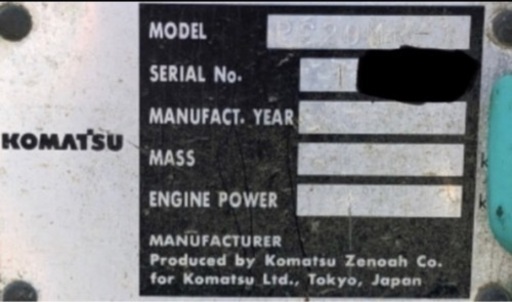 MODEL
SERIAL No.
MANUFACT. YEAR
KOMATSU
MASS
ENGINE POWER
MANUFACTURER
Produced by Komatsu Zenoah Co.
for Komatsu Ltd., Tokyo, Japan